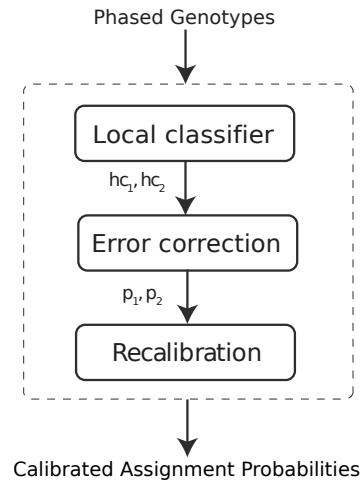 Phased Genotypes
Local classifier
hc₁, hc₂
Error correction
p₁, p₂
Recalibration
Calibrated Assignment Probabilities